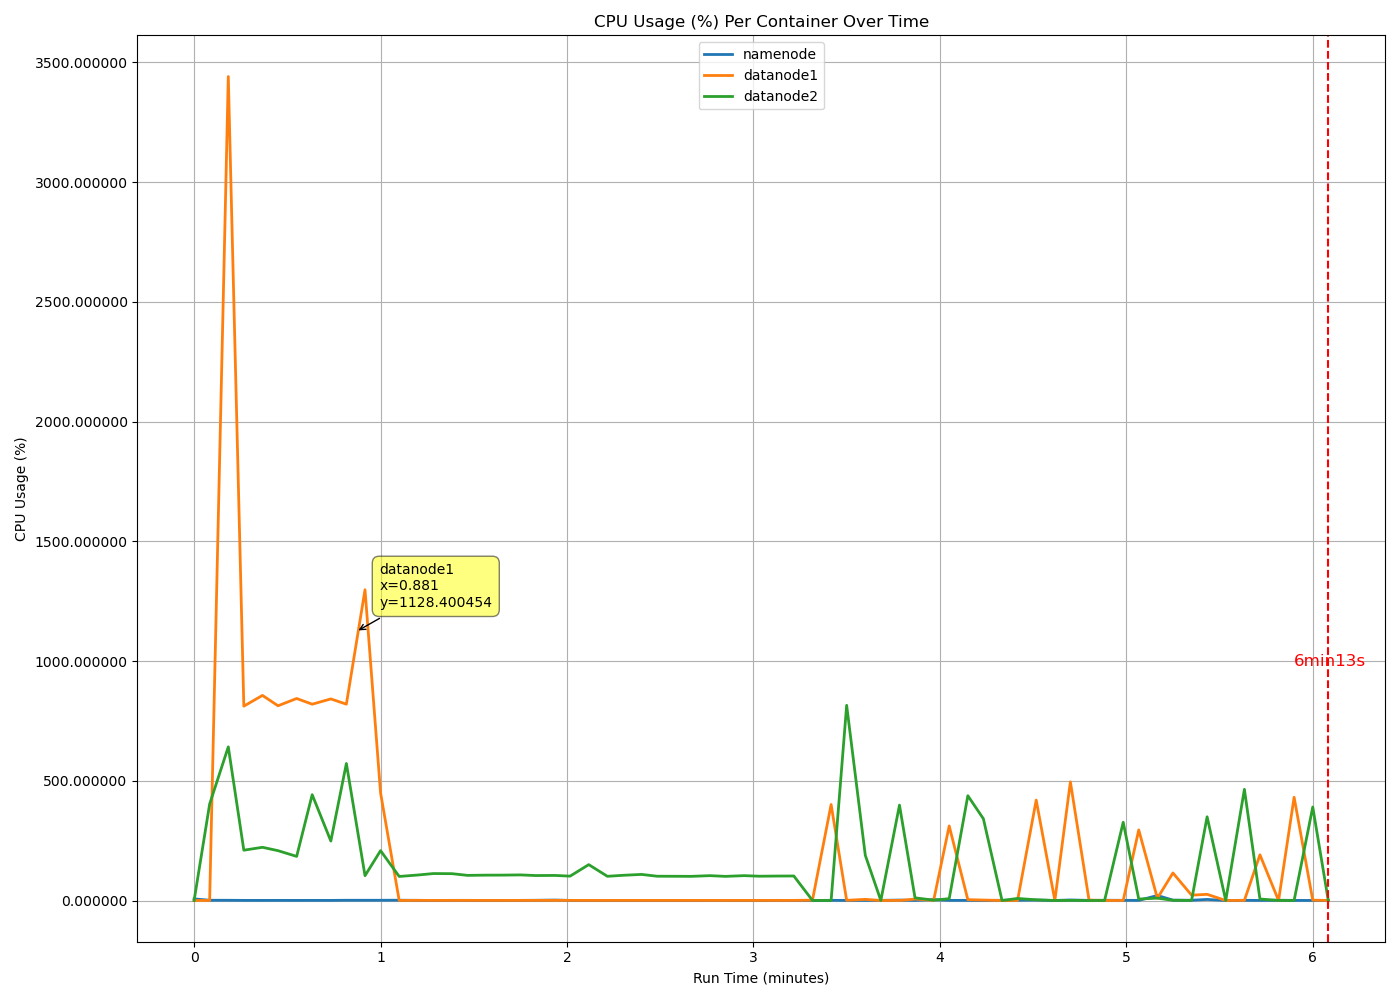 CPU Usage (%) Per Container Over Time
namenode
datanode1
datanode2
3500.000000
3000.000000
2500.000000
2000.000000
1500.000000
1000.000000
500.000000
0.000000
CPU Usage (%)
datanode1
x=0.881
y=1128.400454
6min13s
0
1
2
3
4
5
6
Run Time (minutes)